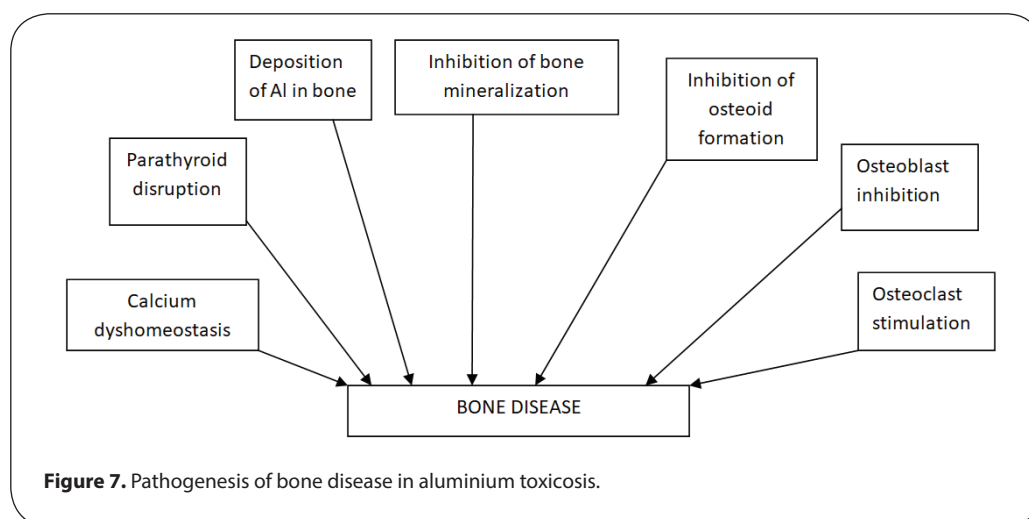 Deposition
of Al in bone
Inhibition of bone
mineralization
Inhibition of
osteoid
formation
Parathyroid
disruption
Osteoblast
inhibition
Calcium
dyshomeostasis
Osteoclast
stimulation
BONE DISEASE
Figure 7. Pathogenesis of bone disease in aluminium toxicosis.